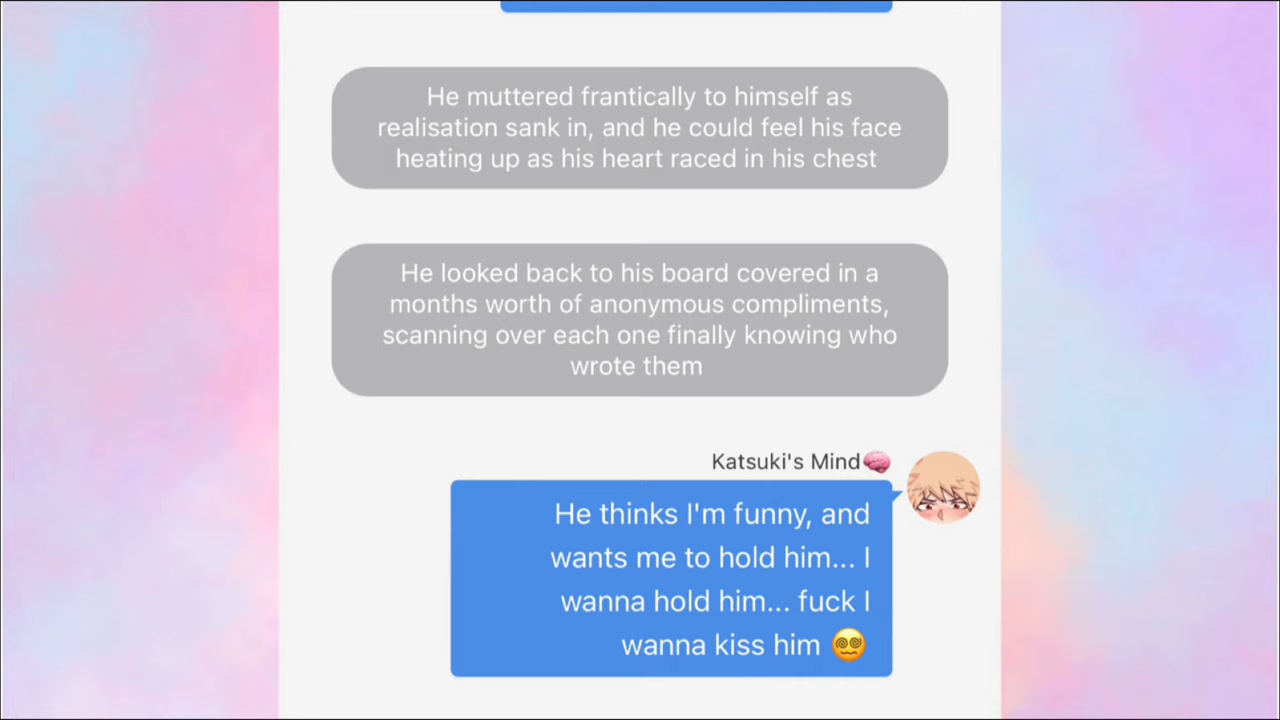 He muttered frantically to himself as
realisation sank in, and he could feel his face
heating up as his heart raced in his chest
He looked back to his board covered in a
months worth of anonymous compliments,
scanning over each one finally knowing who
wrote them
Katsuki's Mind🧠
He thinks I'm funny, and
wants me to hold him... I
wanna hold him... fuck I
wanna kiss him 😵‍💫